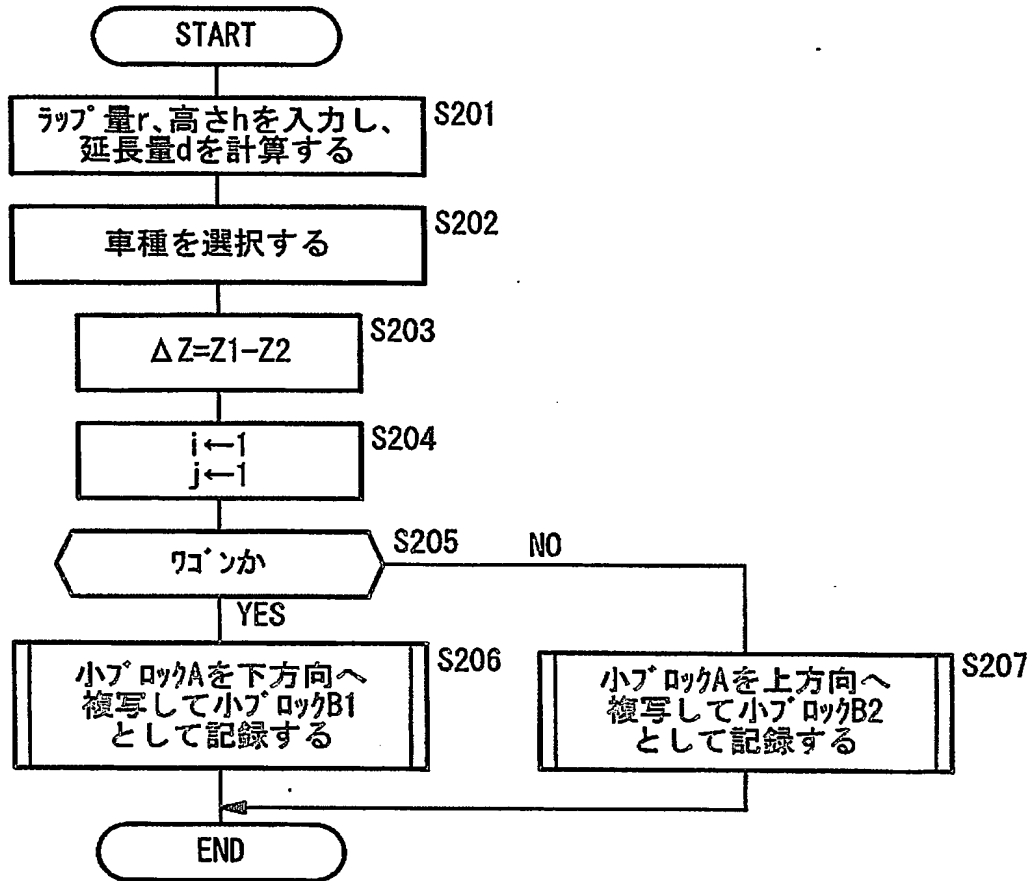 START
ラップ量r、高さhを入力し、
延長量dを計算する
S201
車種を選択する
S202
ΔZ=Z1-Z2
S203
i←1
j←1
S204
ワゴンか
S205
NO
YES
小ブロックAを下方向へ
複写して小ブロックB1
として記録する
S206
小ブロックAを上方向へ
複写して小ブロックB2
として記録する
S207
END